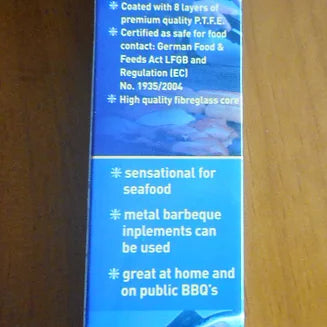 ❉ Coated with 8 layers of
premium quality P.T.F.E.
❉ Certified as safe for food
contact: German Food &
Feeds Act LFGB and
Regulation (EC)
No. 1935/2004
❉ High quality fibreglass core
❉ sensational for
seafood
❉ metal barbeque
inplements can
be used
❉ great at home and
on public BBQ's